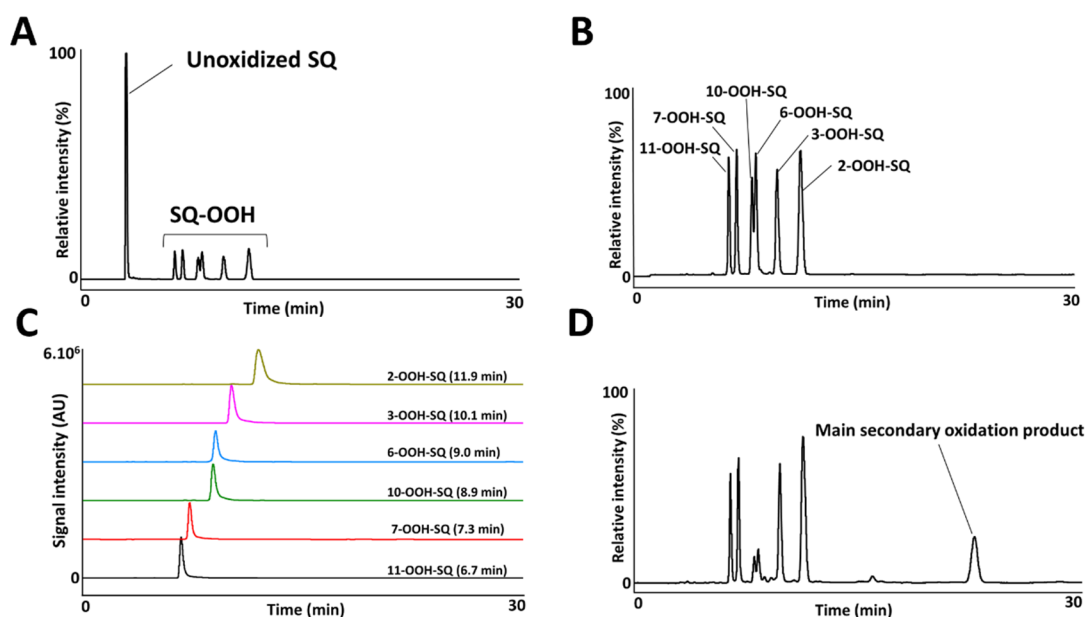 A
100
Relative intensity (%)
0
Unoxidized SQ
SQ-OOH
0
Time (min)
30
B
100
Relative intensity (%)
0
10-OOH-SQ
7-OOH-SQ
6-OOH-SQ
11-OOH-SQ
3-OOH-SQ
2-OOH-SQ
0
Time (min)
30
C
6.10⁶
Signal intensity (AU)
0
2-OOH-SQ (11.9 min)
3-OOH-SQ (10.1 min)
6-OOH-SQ (9.0 min)
10-OOH-SQ (8.9 min)
7-OOH-SQ (7.3 min)
11-OOH-SQ (6.7 min)
0
Time (min)
30
D
100
Relative intensity (%)
0
Main secondary oxidation product
0
Time (min)
30